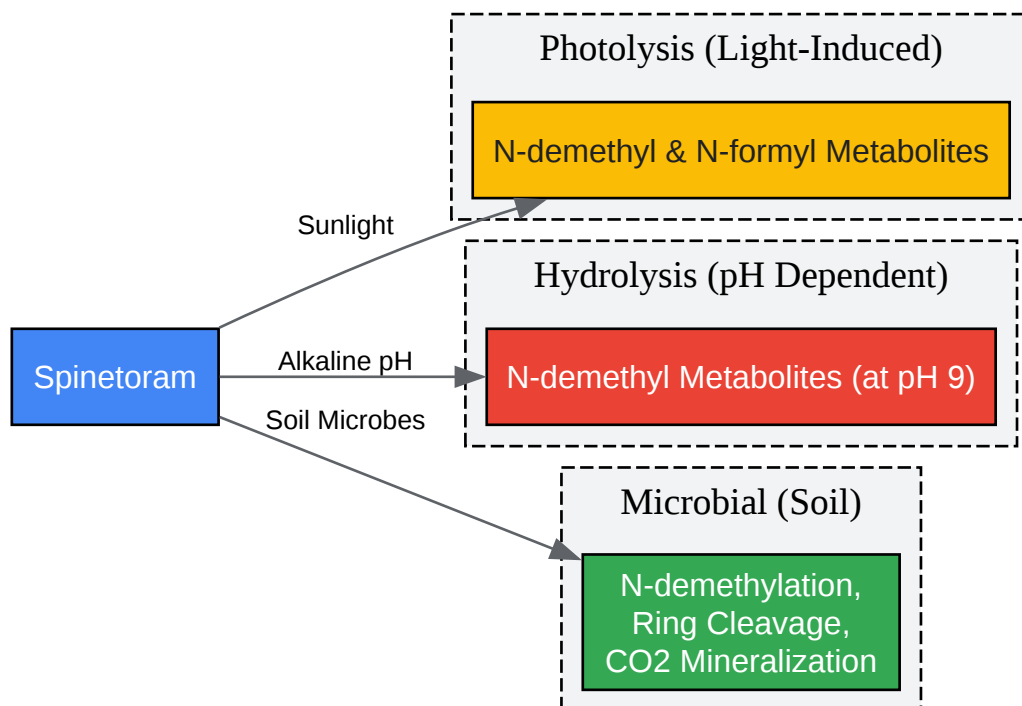 Photolysis (Light-Induced)
N-demethyl & N-formyl Metabolites
Sunlight
Hydrolysis (pH Dependent)
Spinetoram
Alkaline pH
N-demethyl Metabolites (at pH 9)
Soil Microbes
Microbial (Soil)
N-demethylation,
Ring Cleavage,
CO2 Mineralization